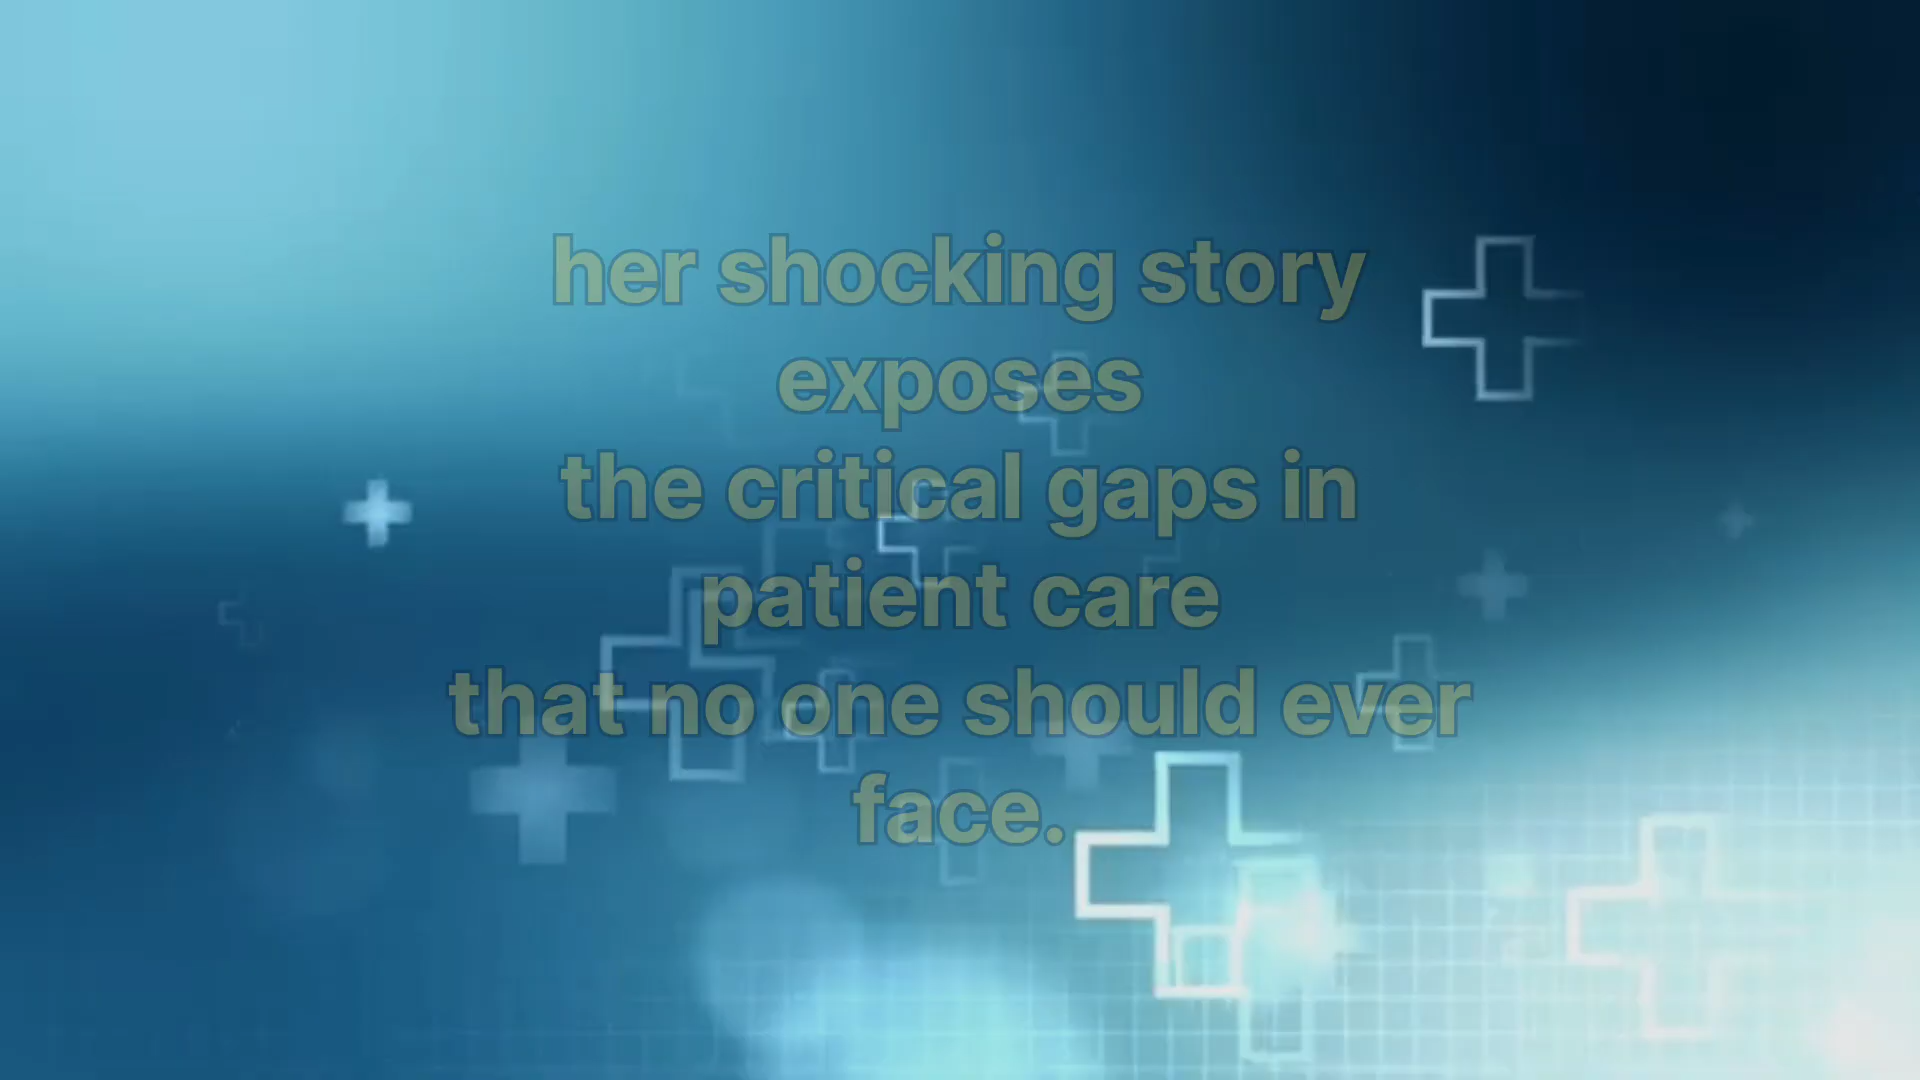 her shocking story
exposes
the critical gaps in
patient care
that no one should ever
face.